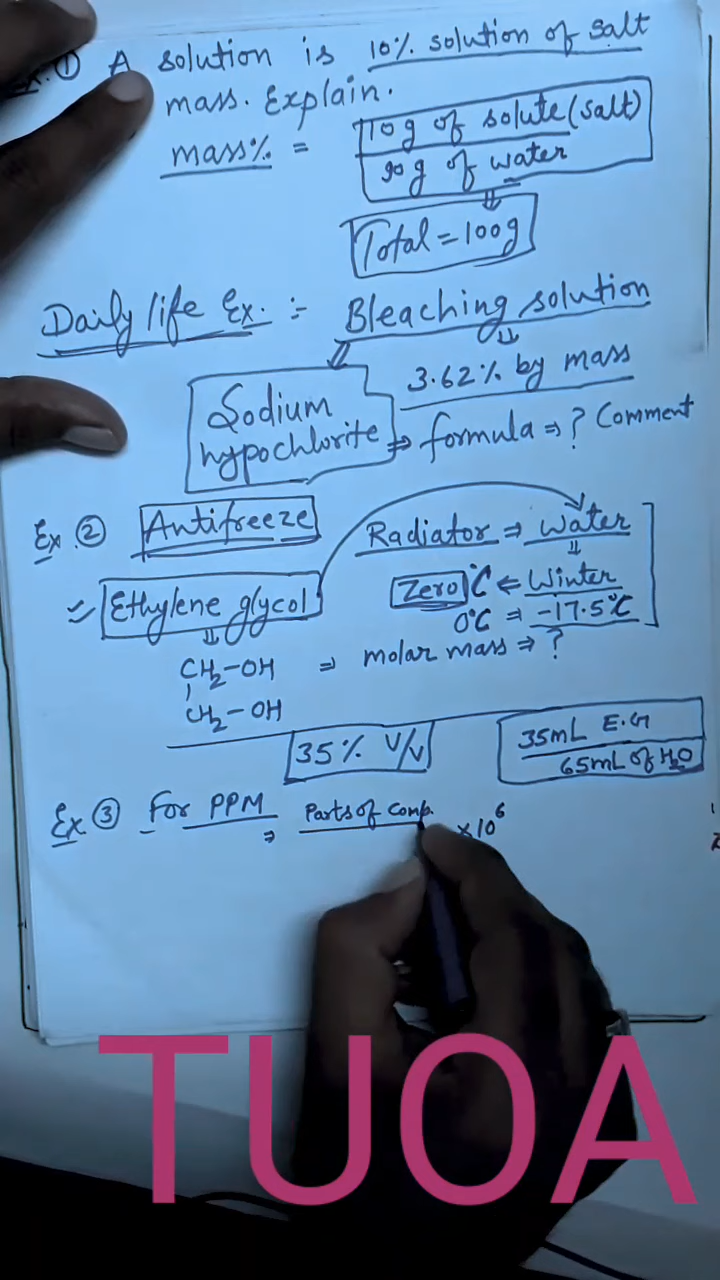 Ex.① A solution is 10% solution of salt
mass. Explain.
mass% = 10g of solute (salt)
90g of water
⇓
Total = 100g
Daily life Ex. :- Bleaching solution
⇓
3.62% by mass
Sodium
hypochlorite ⇒ formula ⇒ ? Comment
Ex ② Antifreeze
Radiator ⇒ water
⇓
Zero °C ⇐ Winter
0°C ⇒ -17.5°C
= Ethylene glycol
⇓
CH2-OH ⇒ molar mass ⇒ ?
CH2-OH
35% V/V
35mL E.G
65mL of H2O
Ex ③ For PPM
⇒ Parts of Comp. ×10^6
TUOA